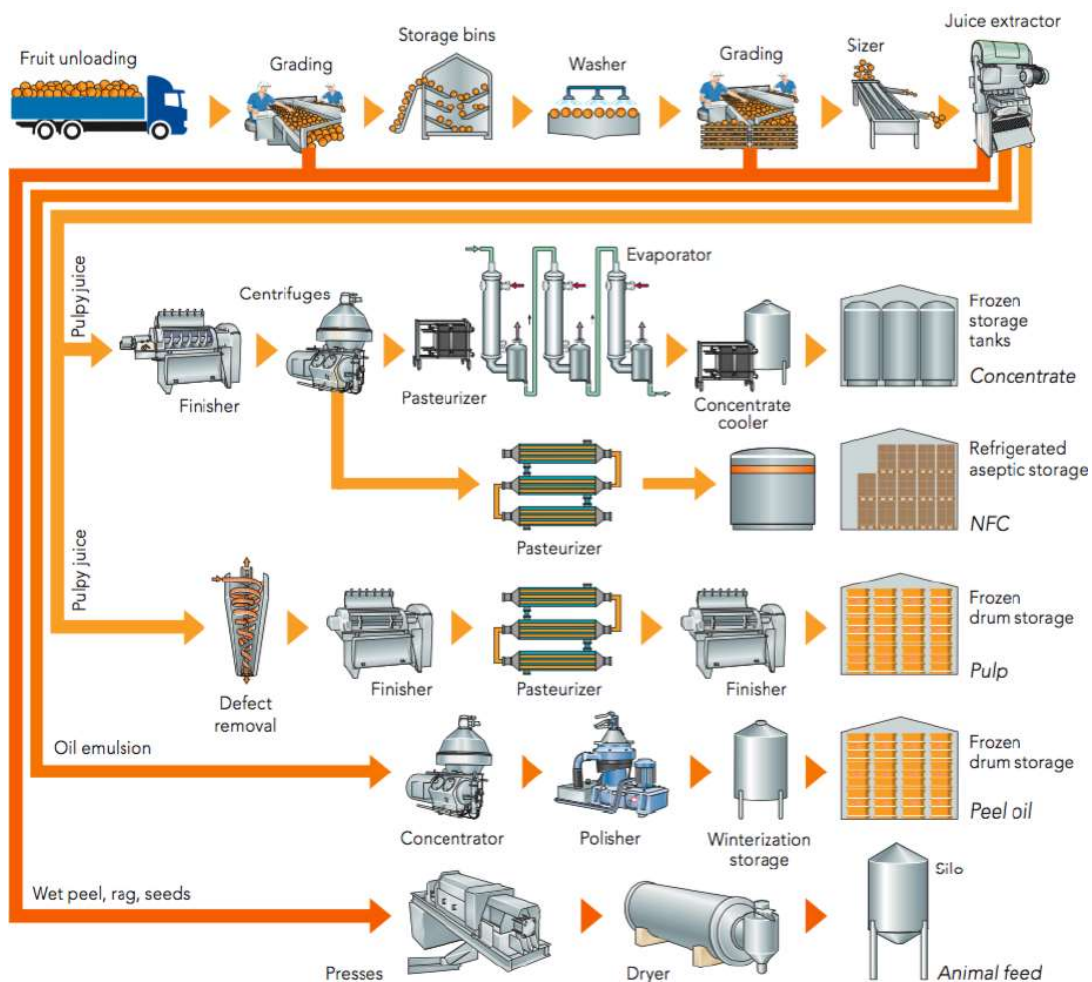 Fruit unloading
Grading
Storage bins
Washer
Grading
Sizer
Juice extractor
Pulpy juice
Finisher
Centrifuges
Pasteurizer
Evaporator
Concentrate
cooler
Frozen
storage
tanks
Concentrate
Pasteurizer
Refrigerated
aseptic storage
NFC
Pulpy juice
Defect
removal
Finisher
Pasteurizer
Finisher
Frozen
drum storage
Pulp
Oil emulsion
Concentrator
Polisher
Winterization
storage
Frozen
drum storage
Peel oil
Wet peel, rag, seeds
Presses
Dryer
Silo
Animal feed